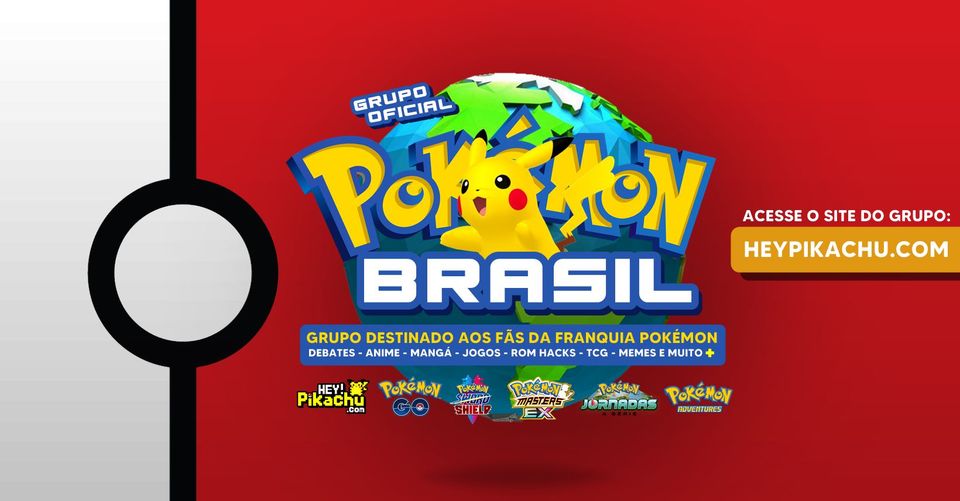 GRUPO
OFICIAL
POKÉMON
BRASIL
GRUPO DESTINADO AOS FÃS DA FRANQUIA POKÉMON
DEBATES - ANIME - MANGÁ - JOGOS - ROM HACKS - TCG - MEMES E MUITO +
ACESSE O SITE DO GRUPO:
HEYPIKACHU.COM
HEY!
Pikachu
.com
POKÉMON
GO
POKÉMON
SWORD
SHIELD
POKÉMON
MASTERS
EX
POKÉMON
JORNADAS
A SÉRIE
POKÉMON
ADVENTURES